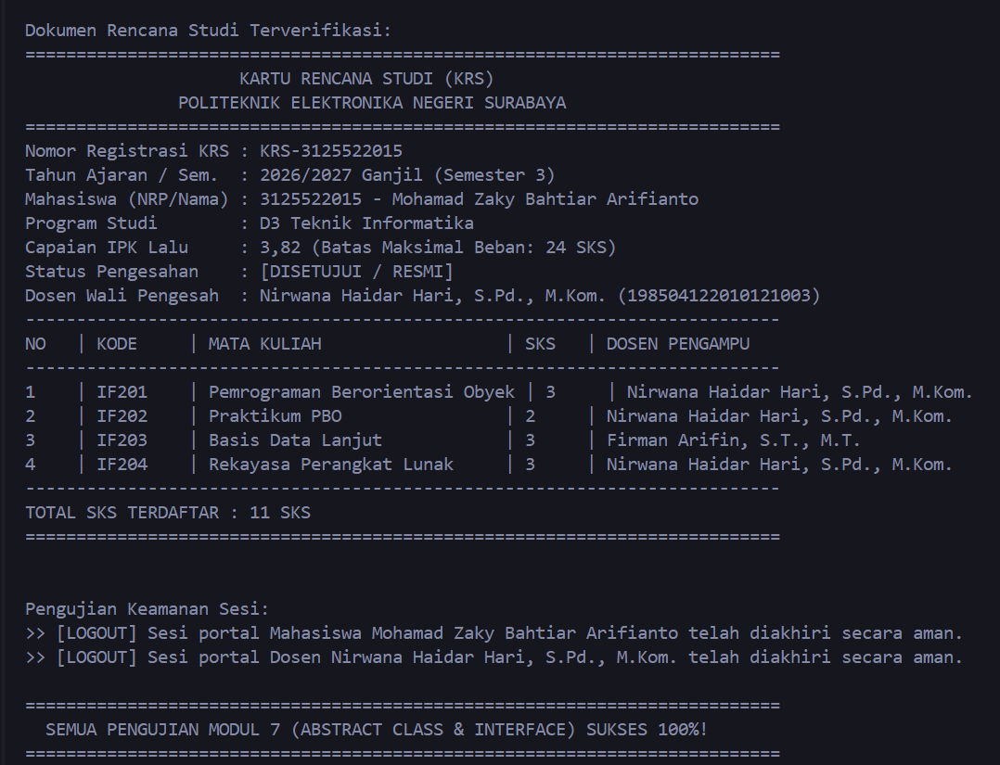 Dokumen Rencana Studi Terverifikasi:
==========================================================================
KARTU RENCANA STUDI (KRS)
POLITEKNIK ELEKTRONIKA NEGERI SURABAYA
==========================================================================
Nomor Registrasi KRS : KRS-3125522015
Tahun Ajaran / Sem.  : 2026/2027 Ganjil (Semester 3)
Mahasiswa (NRP/Nama) : 3125522015 - Mohamad Zaky Bahtiar Arifianto
Program Studi        : D3 Teknik Informatika
Capaian IPK Lalu     : 3,82 (Batas Maksimal Beban: 24 SKS)
Status Pengesahan    : [DISETUJUI / RESMI]
Dosen Wali Pengesah  : Nirwana Haidar Hari, S.Pd., M.Kom. (198504122010121003)
--------------------------------------------------------------------------
NO   | KODE     | MATA KULIAH                  | SKS   | DOSEN PENGAMPU
--------------------------------------------------------------------------
1    | IF201    | Pemrograman Berorientasi Obyek | 3     | Nirwana Haidar Hari, S.Pd., M.Kom.
2    | IF202    | Praktikum PBO                | 2     | Nirwana Haidar Hari, S.Pd., M.Kom.
3    | IF203    | Basis Data Lanjut            | 3     | Firman Arifin, S.T., M.T.
4    | IF204    | Rekayasa Perangkat Lunak     | 3     | Nirwana Haidar Hari, S.Pd., M.Kom.
--------------------------------------------------------------------------
TOTAL SKS TERDAFTAR : 11 SKS
==========================================================================
Pengujian Keamanan Sesi:
>> [LOGOUT] Sesi portal Mahasiswa Mohamad Zaky Bahtiar Arifianto telah diakhiri secara aman.
>> [LOGOUT] Sesi portal Dosen Nirwana Haidar Hari, S.Pd., M.Kom. telah diakhiri secara aman.
==========================================================================
SEMUA PENGUJIAN MODUL 7 (ABSTRACT CLASS & INTERFACE) SUKSES 100%!
==========================================================================